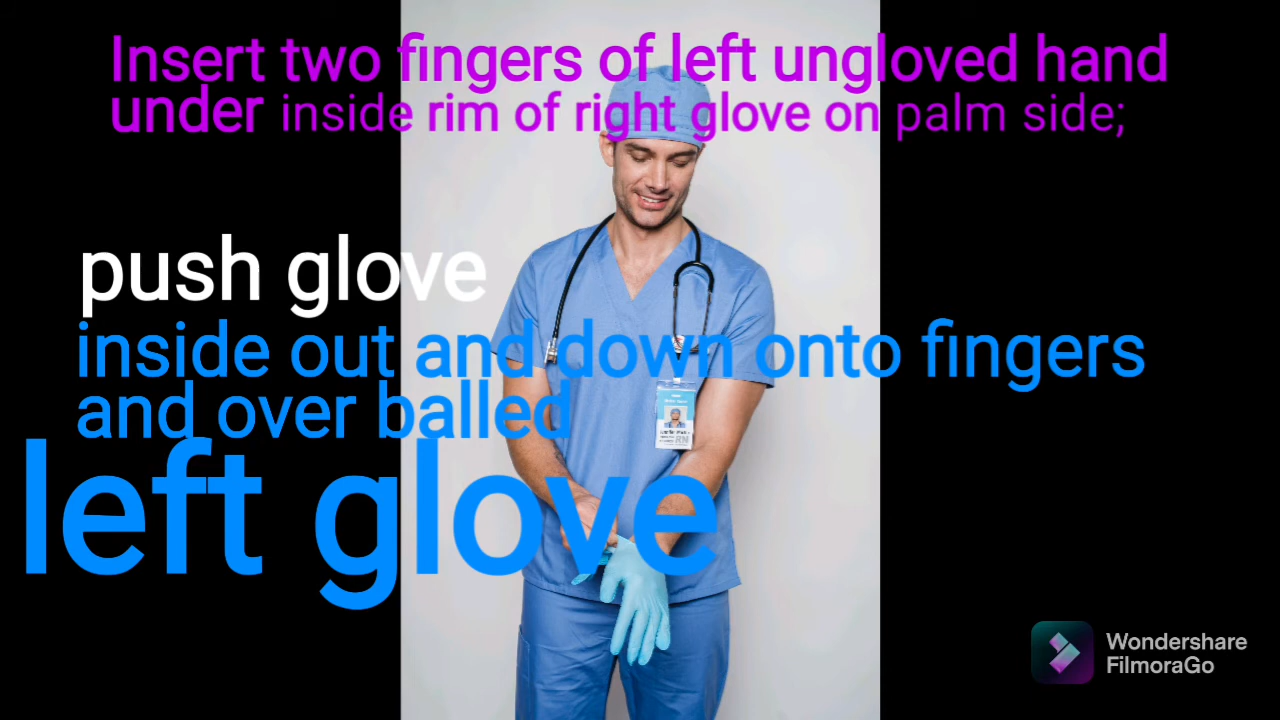 Insert two fingers of left ungloved hand
under inside rim of right glove on palm side;
push glove
inside out and down onto fingers
and over balled
left glove
RN
Wondershare
FilmoraGo